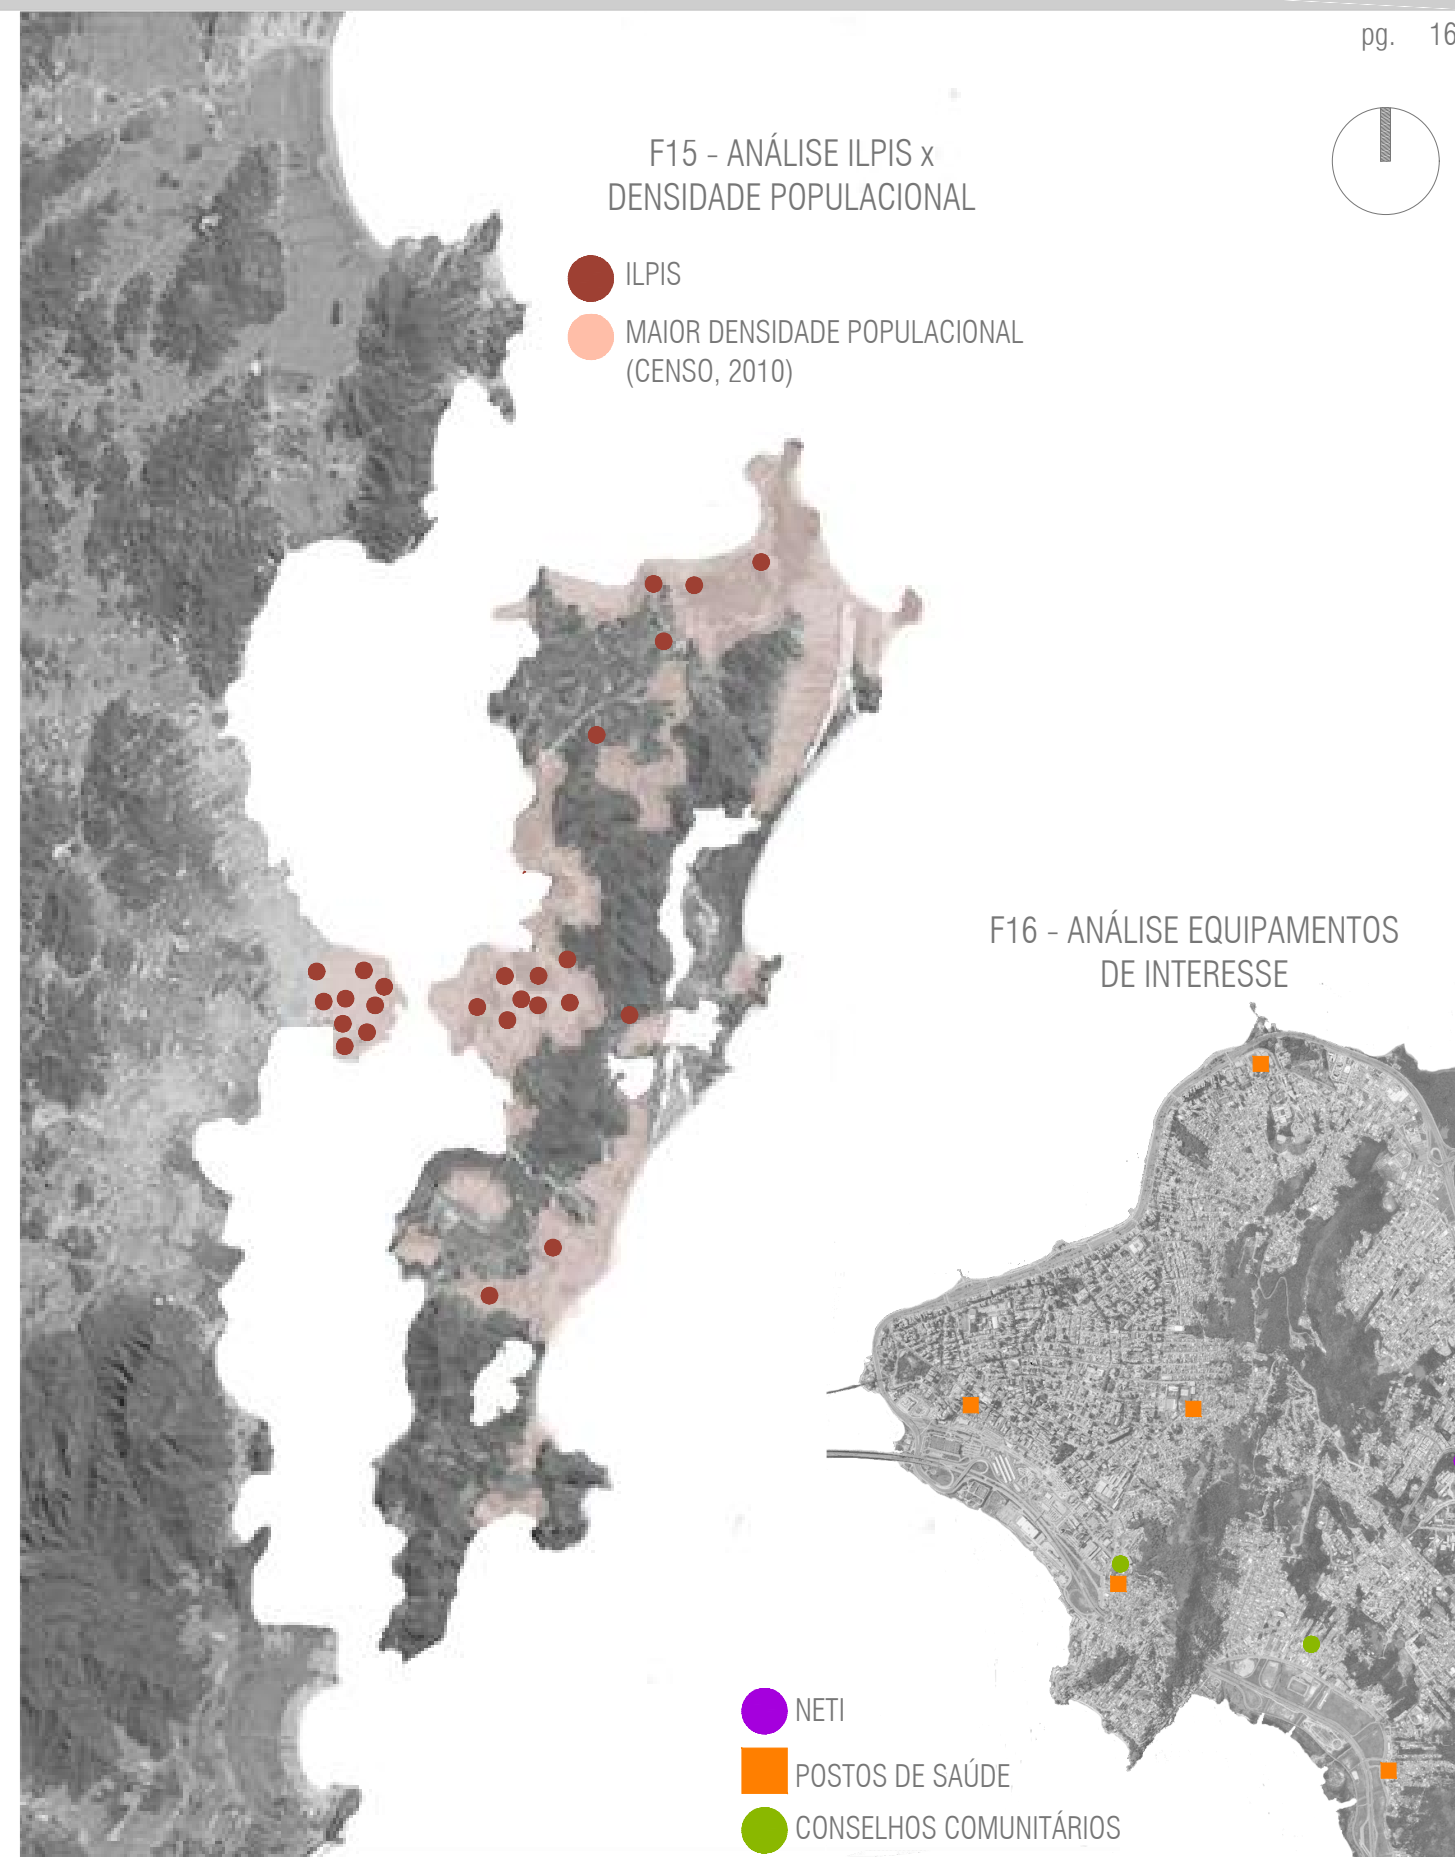 pg. 16
F15 - ANÁLISE ILPIS x
DENSIDADE POPULACIONAL
ILPIS
MAIOR DENSIDADE POPULACIONAL
(CENSO, 2010)
F16 - ANÁLISE EQUIPAMENTOS
DE INTERESSE
NETI
POSTOS DE SAÚDE
CONSELHOS COMUNITÁRIOS